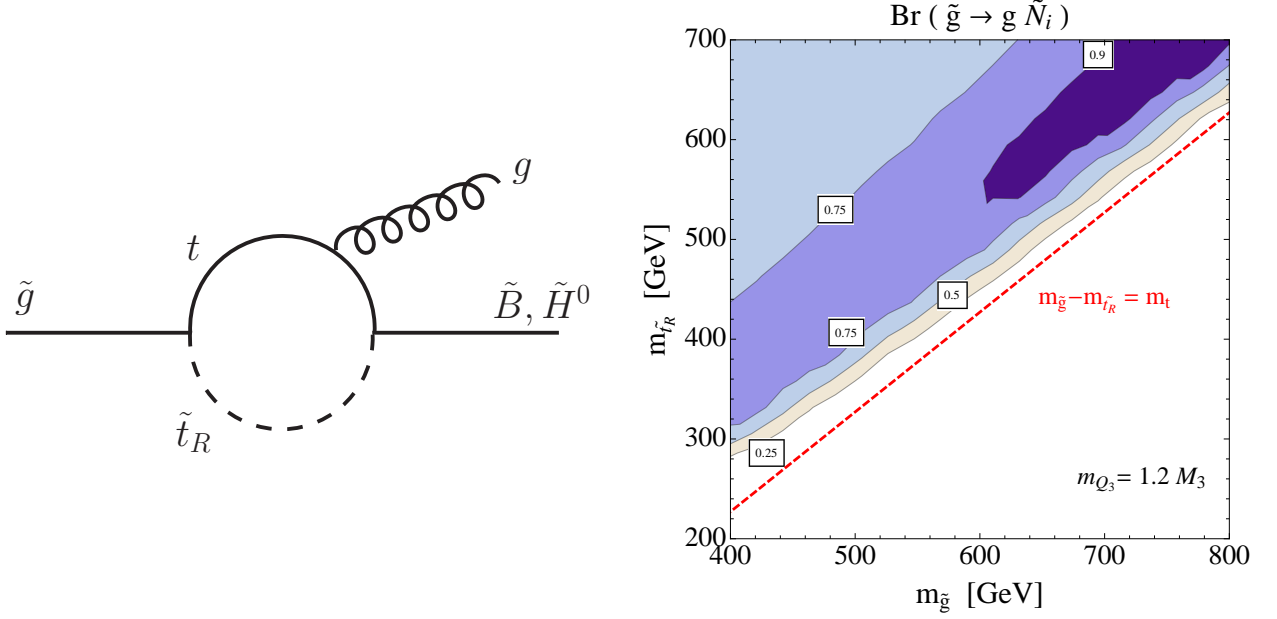 g
t
g̃
B̃, H̃⁰
t̃_R
Br ( g̃ → g Ñ_i )
700
600
500
400
300
200
m_t̃_R [GeV]
0.9
0.75
0.5
0.75
0.25
m_g̃−m_t̃_R = m_t
m_Q₃ = 1.2 M₃
400
500
600
700
800
m_g̃ [GeV]